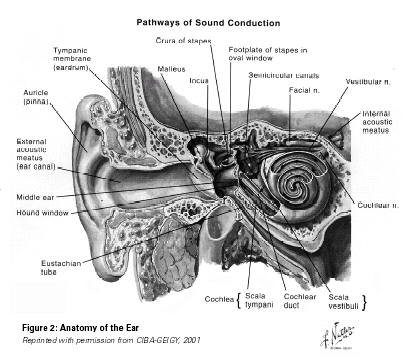 Pathways of Sound Conduction
Crura of stapes
Footplate of stapes in
oval window
Tympanic
membrane
(eardrum)
Malleus
Incus
Semicircular canals
Facial n.
Vestibular n.
Auricle
(pinna)
Internal
acoustic
meatus
External
acoustic
meatus
(ear canal)
Middle ear
Hound window
Cochlear n.
Eustachian
tube
Cochlea { Scala
tympani
Cochlear
duct
Scala
vestibuli }
Figure 2: Anatomy of the Ear
Reprinted with permission from CIBA-GEIGY, 2001